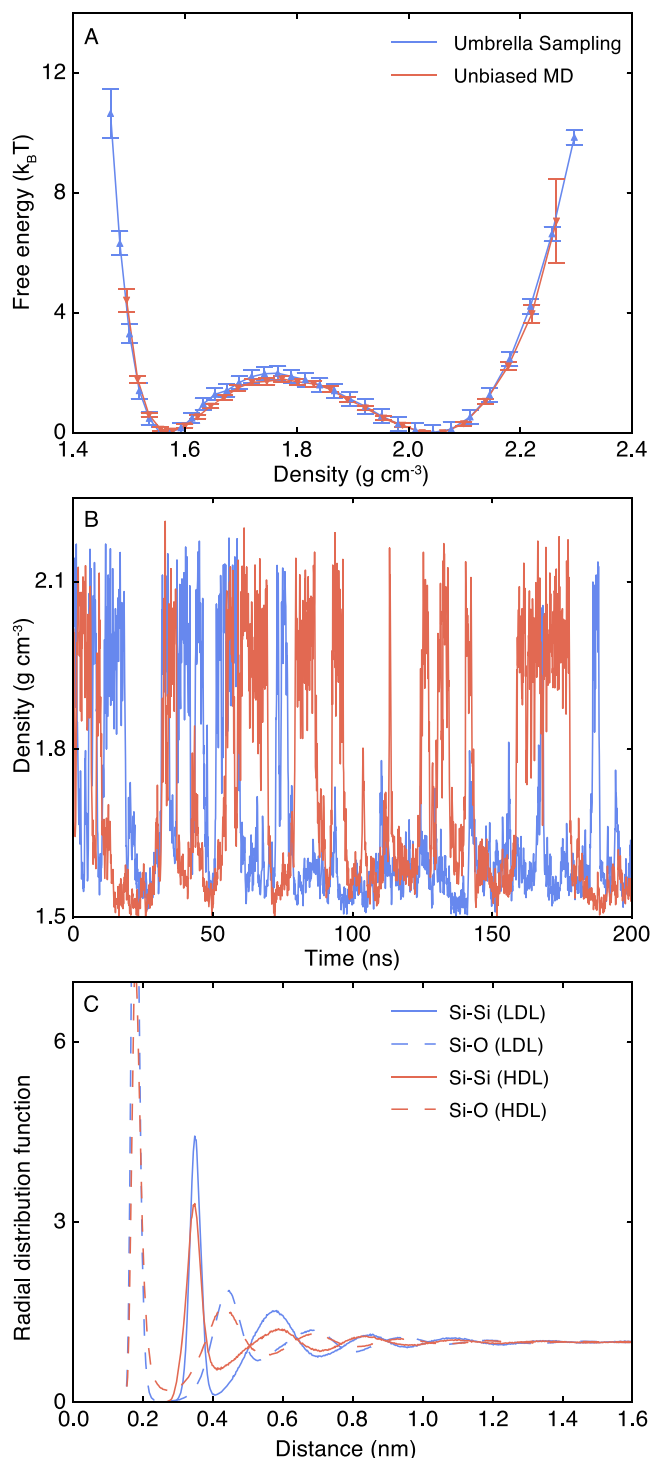 A
Umbrella Sampling
Unbiased MD
Free energy (k_BT)
12
8
4
0
1.4 1.6 1.8 2.0 2.2 2.4
Density (g cm⁻³)
B
Density (g cm⁻³)
2.1
1.8
1.5
0 50 100 150 200
Time (ns)
C
Si-Si (LDL)
Si-O (LDL)
Si-Si (HDL)
Si-O (HDL)
Radial distribution function
6
3
0
0.0 0.2 0.4 0.6 0.8 1.0 1.2 1.4 1.6
Distance (nm)